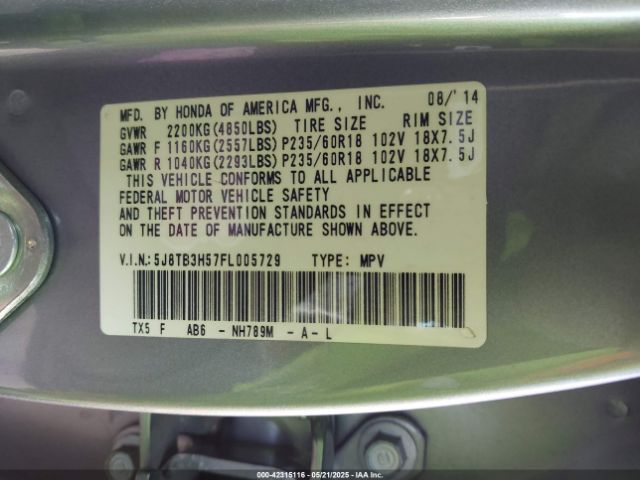 MFD. BY HONDA OF AMERICA MFG., INC. 08/'14
GVWR 2200KG(4850LBS) TIRE SIZE RIM SIZE
GAWR F 1160KG(2557LBS)P235/60R18 102V 18X7.5J
GAWR R 1040KG(2293LBS)P235/60R18 102V 18X7.5J
THIS VEHICLE CONFORMS TO ALL APPLICABLE
FEDERAL MOTOR VEHICLE SAFETY
AND THEFT PREVENTION STANDARDS IN EFFECT
ON THE DATE OF MANUFACTURE SHOWN ABOVE.
V.I.N:5J8TB3H57FL005729 TYPE: MPV
TX5 F AB6 - NH789M - A - L
000-42315116 - 05/21/2025 - IAAI.COM